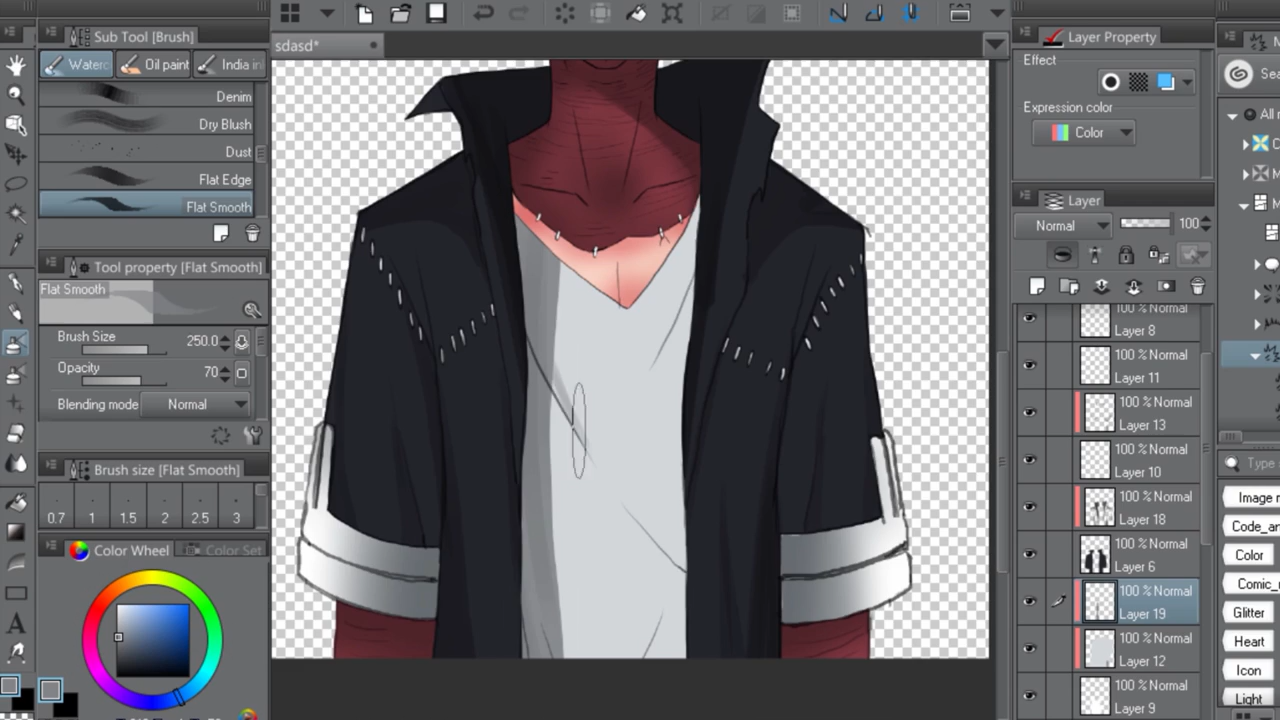 Sub Tool [Brush]
Waterc
Oil paint
India in
Denim
Dry Blush
Dust
Flat Edge
Flat Smooth
Tool property [Flat Smooth]
Flat Smooth
Brush Size 250.0
Opacity 70
Blending mode Normal
Brush size [Flat Smooth]
0.7 1 1.5 2 2.5 3
Color Wheel Color Set
sdasd*
Layer Property
Effect
Expression color
Color
Layer
Normal 100
100 % Normal
Layer 8
100 % Normal
Layer 11
100 % Normal
Layer 13
100 % Normal
Layer 10
100 % Normal
Layer 18
100 % Normal
Layer 6
100 % Normal
Layer 19
100 % Normal
Layer 12
100 % Normal
Layer 9
Sea
All r
Type
Image r
Code_an
Color
Comic_r
Glitter
Heart
Icon
Light